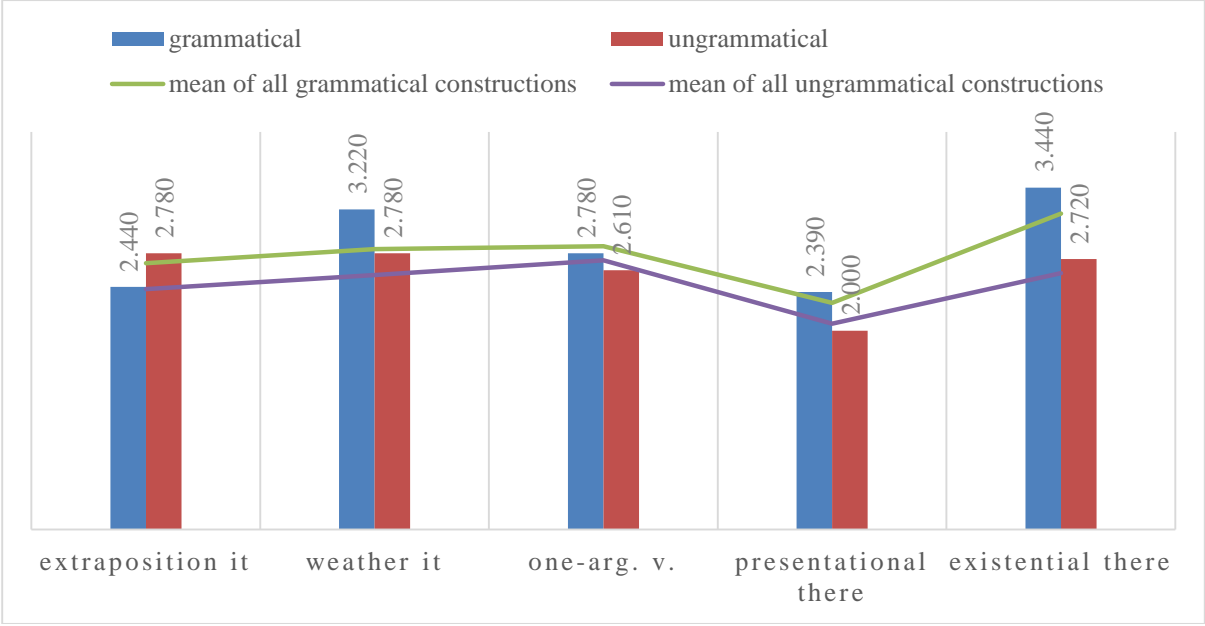 grammatical
ungrammatical
mean of all grammatical constructions
mean of all ungrammatical constructions
2.440
2.780
3.220
2.780
2.780
2.610
2.390
2.000
3.440
2.720
extraposition it
weather it
one-arg. v.
presentational
there
existential there